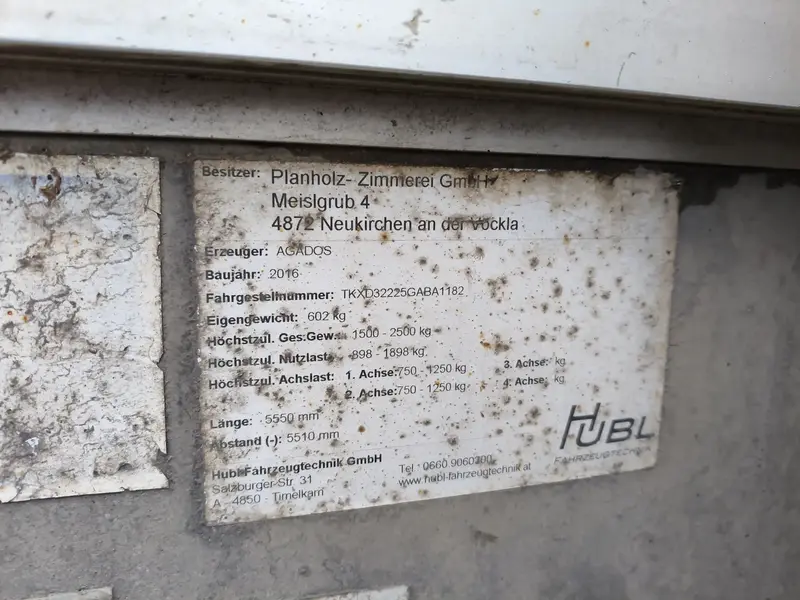 Besitzer: Planholz- Zimmerei GmbH
Meislgrub 4
4872 Neukirchen an der Vöckla
Erzeuger: AGADOS
Baujahr: 2016
Fahrgestellnummer: TKXD32225GABA1182
Eigengewicht: 602 kg
Höchstzul. Ges.Gew.: 1500 - 2500 kg
Höchstzul. Nutzlast: 898 - 1898 kg
Höchstzul. Achslast: 1. Achse:750 - 1250 kg 3. Achse: kg
2. Achse:750 - 1250 kg 4. Achse: kg
Länge: 5550 mm
Abstand (-): 5510 mm
Hubl Fahrzeugtechnik GmbH
Salzburger Str 31
A - 4850 - Timelkam
Tel : 0660 9060200
www.hubl-fahrzeugtechnik.at
HUBL
FAHRZEUGTECHNIK